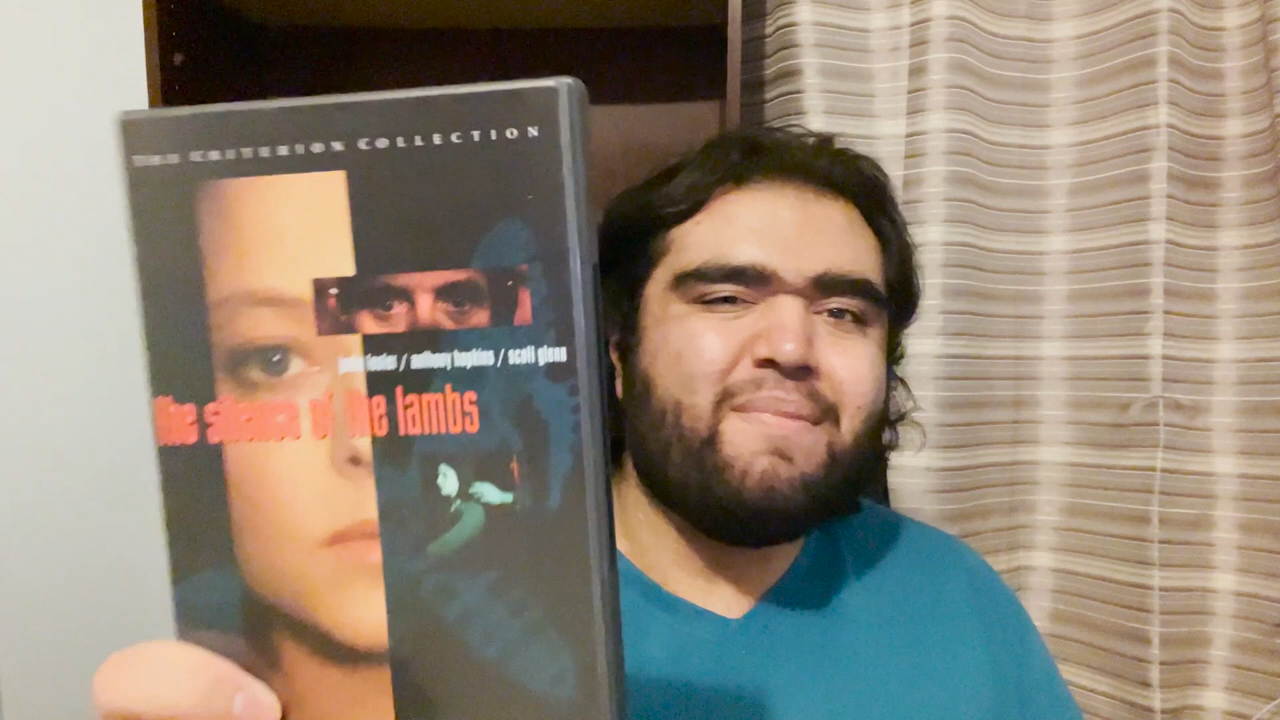 THE CRITERION COLLECTION
jodie foster / anthony hopkins / scott glenn
the silence of the lambs